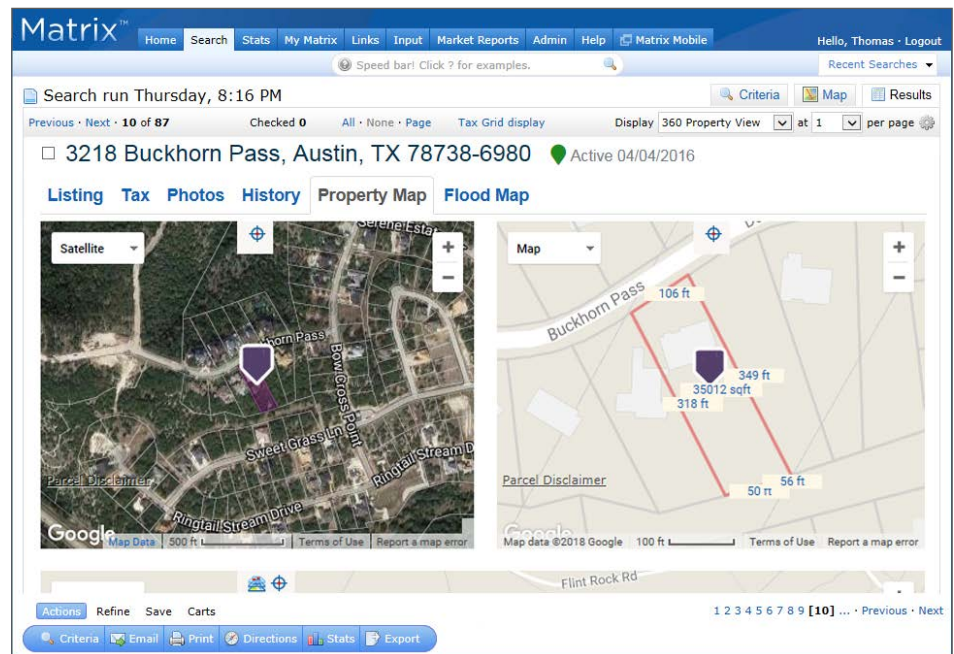 Matrix™
Home Search Stats My Matrix Links Input Market Reports Admin Help Matrix Mobile
Hello, Thomas · Logout
Speed bar! Click ? for examples.
Recent Searches
Search run Thursday, 8:16 PM
Criteria Map Results
Previous · Next · 10 of 87 Checked 0 All · None · Page Tax Grid display Display 360 Property View at 1 per page
3218 Buckhorn Pass, Austin, TX 78738-6980 Active 04/04/2016
Listing Tax Photos History Property Map Flood Map
Satellite
+
−
horn Pass
Bow Cross Point
Sweet Grass Ln
Ringtail Stream D
Ringtail Stream Drive
Parcel Disclaimer
Google
Map Data 500 ft Terms of Use Report a map error
Map
+
−
Buckhorn Pass
106 ft
349 ft
35012 sqft
318 ft
56 ft
50 ft
Parcel Disclaimer
Google
Map data ©2018 Google 100 ft Terms of Use Report a map error
Flint Rock Rd
Actions Refine Save Carts
1 2 3 4 5 6 7 8 9 [10] ... · Previous · Next
Criteria Email Print Directions Stats Export